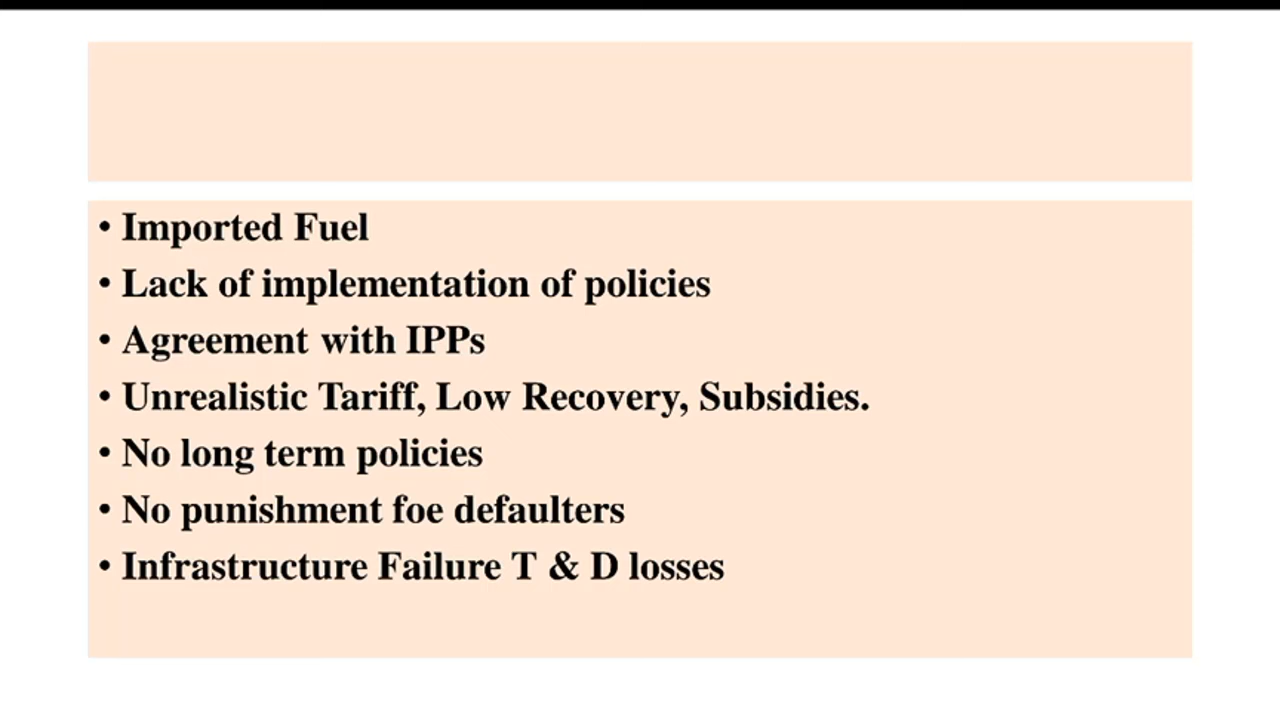 • Imported Fuel
• Lack of implementation of policies
• Agreement with IPPs
• Unrealistic Tariff, Low Recovery, Subsidies.
• No long term policies
• No punishment foe defaulters
• Infrastructure Failure T & D losses